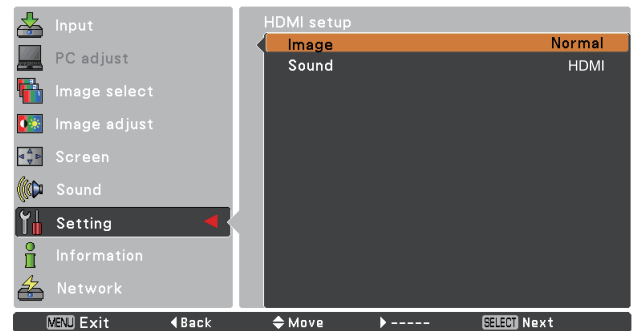 Input
PC adjust
Image select
Image adjust
Screen
Sound
Setting
Information
Network
HDMI setup
Image Normal
Sound HDMI
MENU Exit Back Move ----- SELECT Next